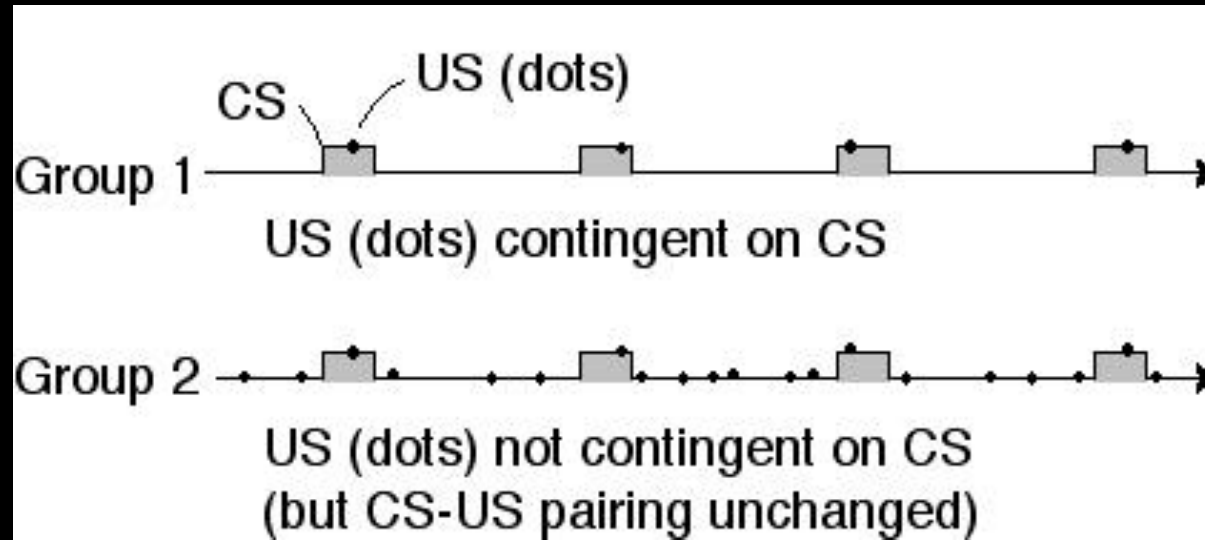 US (dots)
CS
Group 1
US (dots) contingent on CS
Group 2
US (dots) not contingent on CS
(but CS-US pairing unchanged)